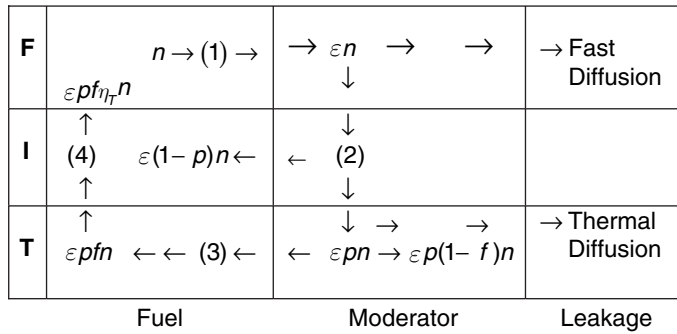 F n → (1) → → εn → → → Fast
Diffusion
εpfη_T n ↓
↑ ↓
I (4) ε(1− p)n ← ← (2)
↑ ↓
↑ ↓ → → → Thermal
T εpfn ← ← (3) ← ← εpn → εp(1− f)n Diffusion
Fuel Moderator Leakage